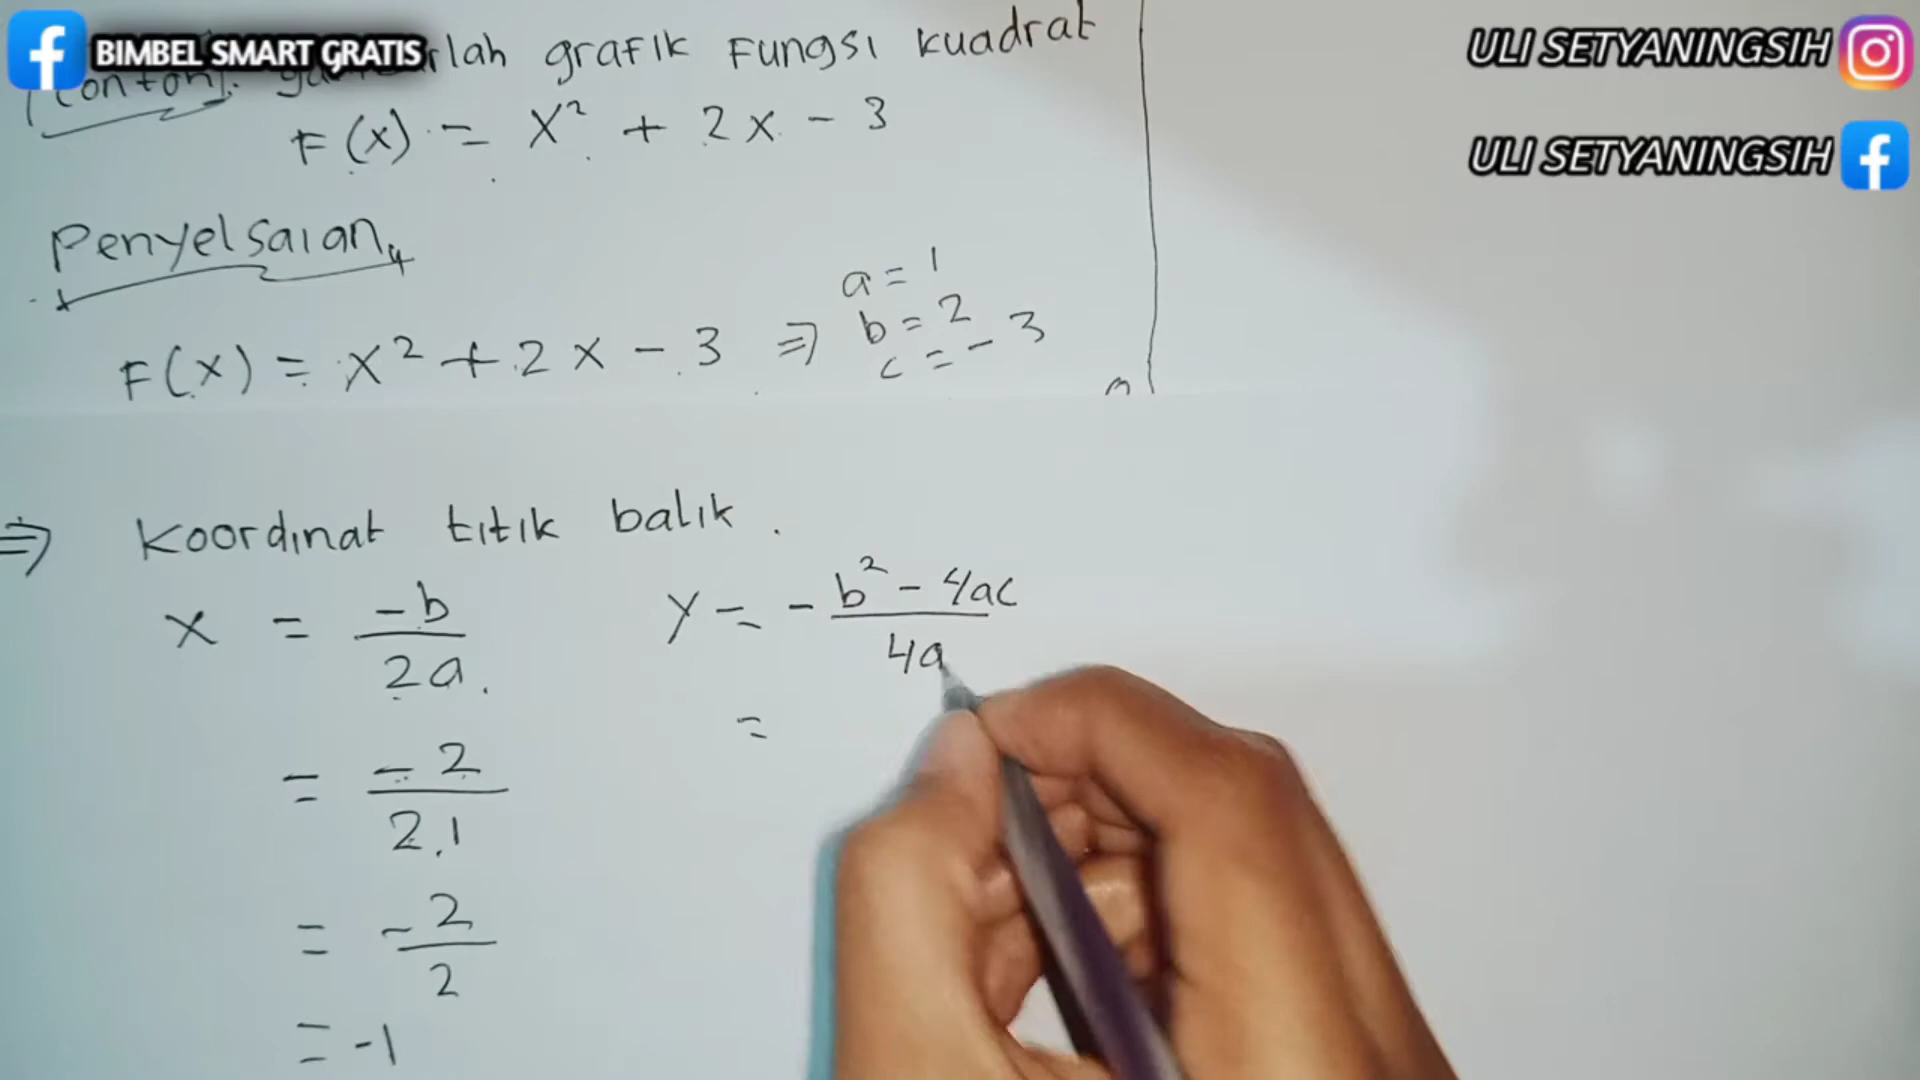 BIMBEL SMART GRATIS
ULI SETYANINGSIH
ULI SETYANINGSIH
grafik Fungsi kuadrat
F(x) = x² + 2x - 3
Penyelsaian
F(x) = x² + 2x - 3 ⇒ a = 1
b = 2
c = -3
⇒ Koordinat titik balik.
x = -b/2a.
= -2/2.1
= -2/2
= -1
y = - b² - 4ac/4a
=